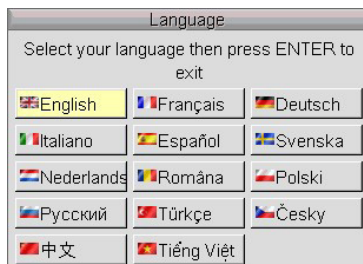 Language
Select your language then press ENTER to
exit
English Français Deutsch
Italiano Español Svenska
Nederlands Româna Polski
Русский Türkçe Česky
中文 Tiếng Việt